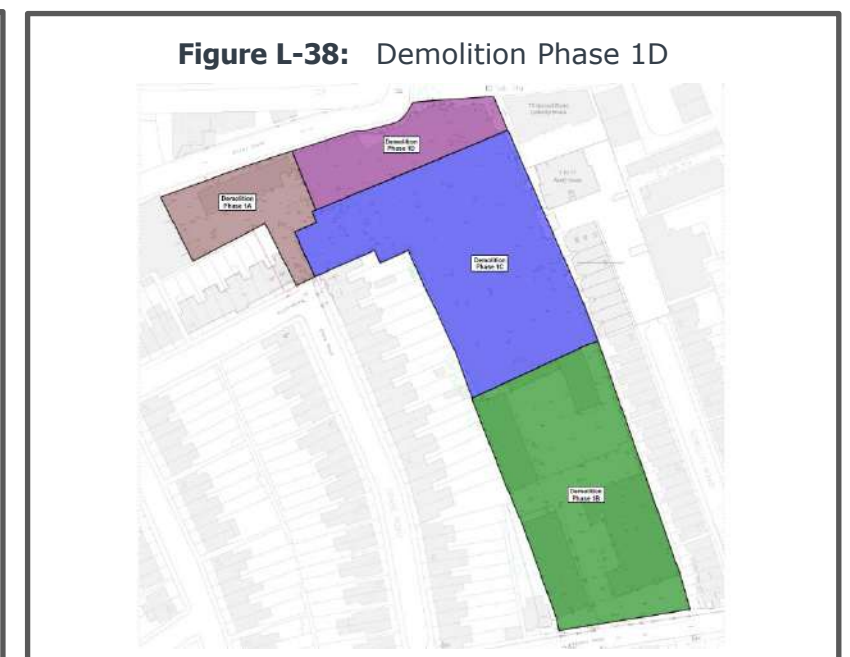 Figure L-38: Demolition Phase 1D
Demolition
Phase 1D
Demolition
Phase 1A
Demolition
Phase 1C
Demolition
Phase 1B